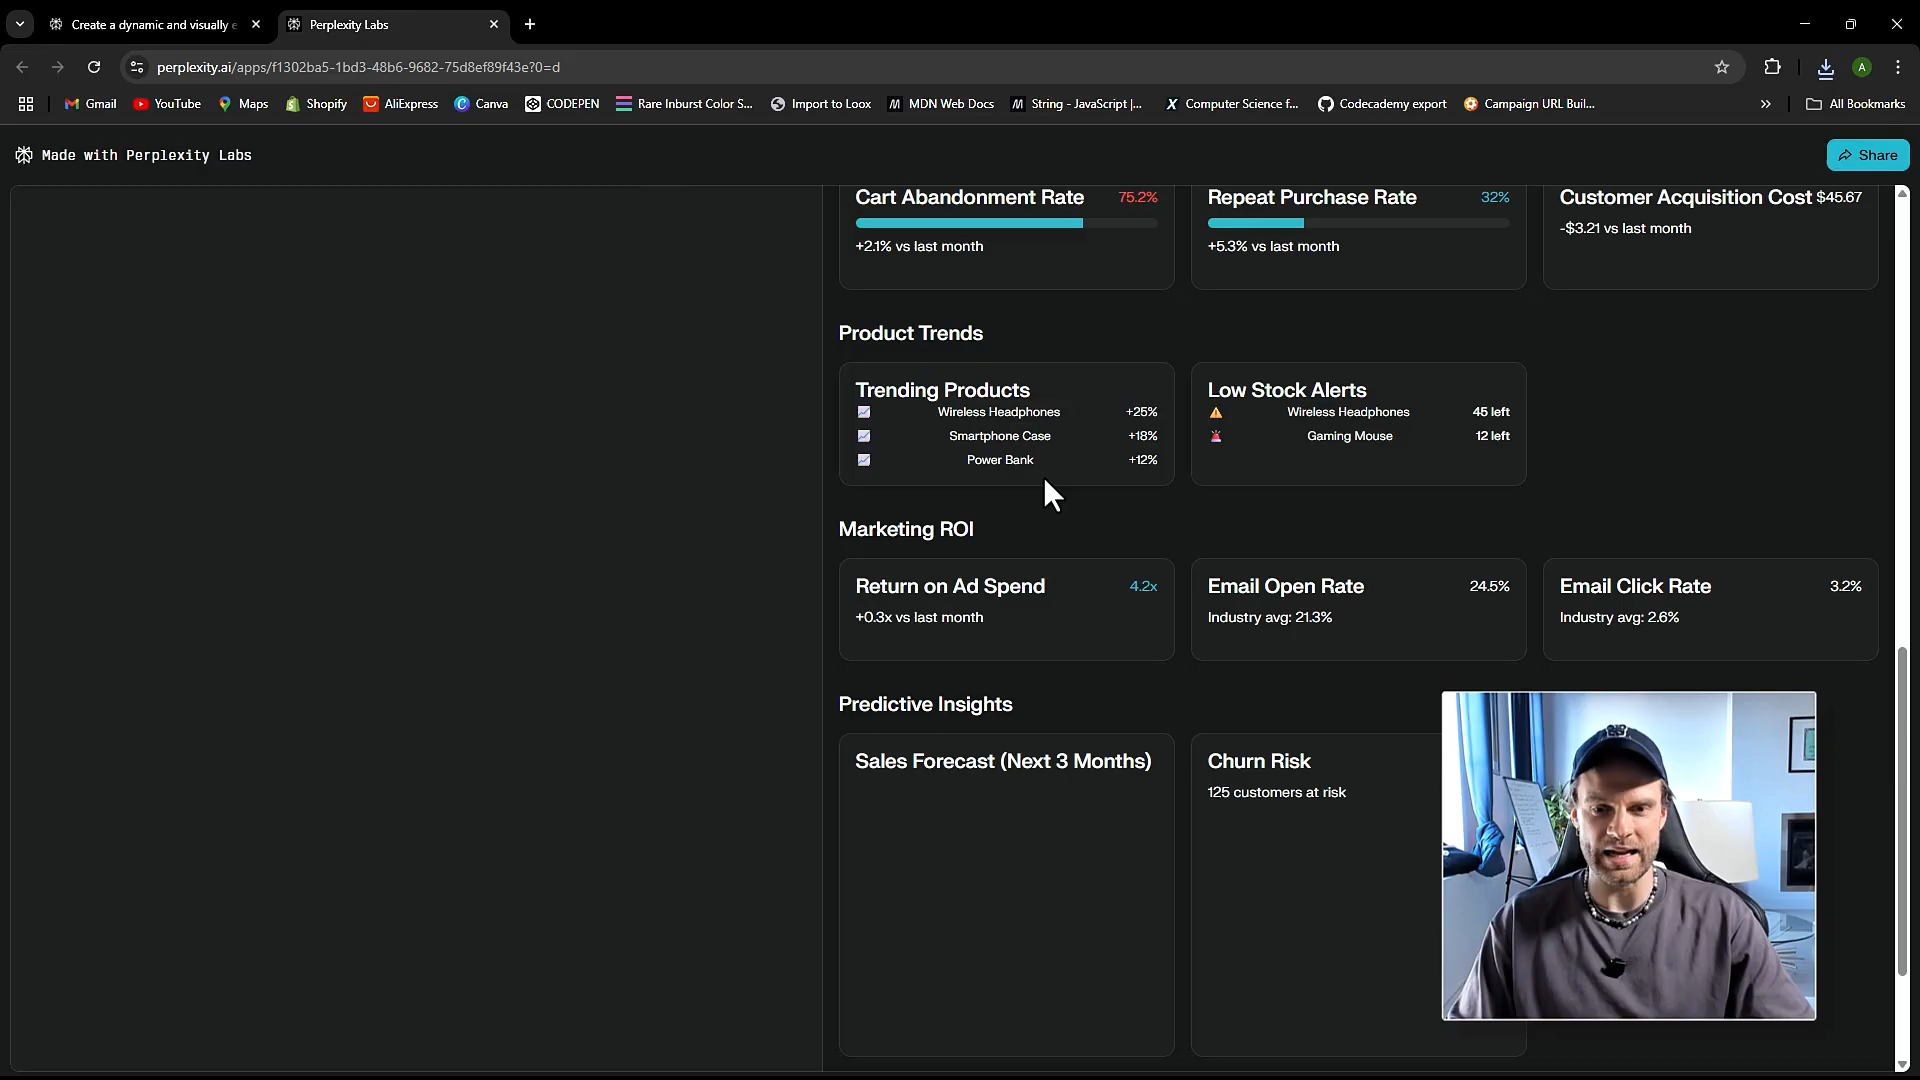 Create a dynamic and visually e
Perplexity Labs
perplexity.ai/apps/f1302ba5-1bd3-48b6-9682-75d8ef89f43e?0=d
A
Gmail
YouTube
Maps
Shopify
AliExpress
Canva
CODEPEN
Rare Inburst Color S...
Import to Loox
MDN Web Docs
String - JavaScript |...
Computer Science f...
Codecademy export
Campaign URL Buil...
»
All Bookmarks
Made with Perplexity Labs
Share
Cart Abandonment Rate 75.2%
+2.1% vs last month
Repeat Purchase Rate 32%
+5.3% vs last month
Customer Acquisition Cost $45.67
-$3.21 vs last month
Product Trends
Trending Products
Wireless Headphones +25%
Smartphone Case +18%
Power Bank +12%
Low Stock Alerts
Wireless Headphones 45 left
Gaming Mouse 12 left
Marketing ROI
Return on Ad Spend 4.2x
+0.3x vs last month
Email Open Rate 24.5%
Industry avg: 21.3%
Email Click Rate 3.2%
Industry avg: 2.6%
Predictive Insights
Sales Forecast (Next 3 Months)
Churn Risk
125 customers at risk